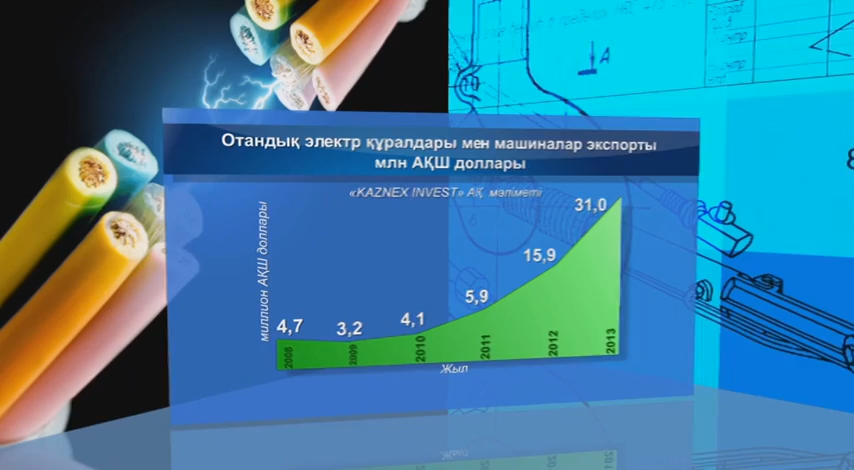 A
Отандық электр құралдары мен машиналар экспорты
млн АҚШ доллары
«KAZNEX INVEST» АҚ мәліметі
миллион АҚШ доллары
31,0
15,9
5,9
4,1
3,2
4,7
2008
2009
2010
2011
2012
2013
Жыл